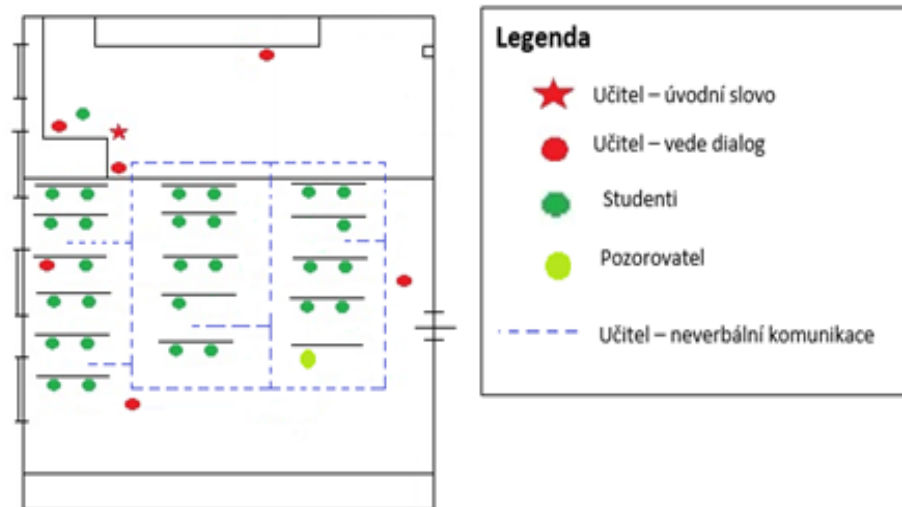 Legenda
Učitel – úvodní slovo
Učitel – vede dialog
Studenti
Pozorovatel
Učitel – neverbální komunikace